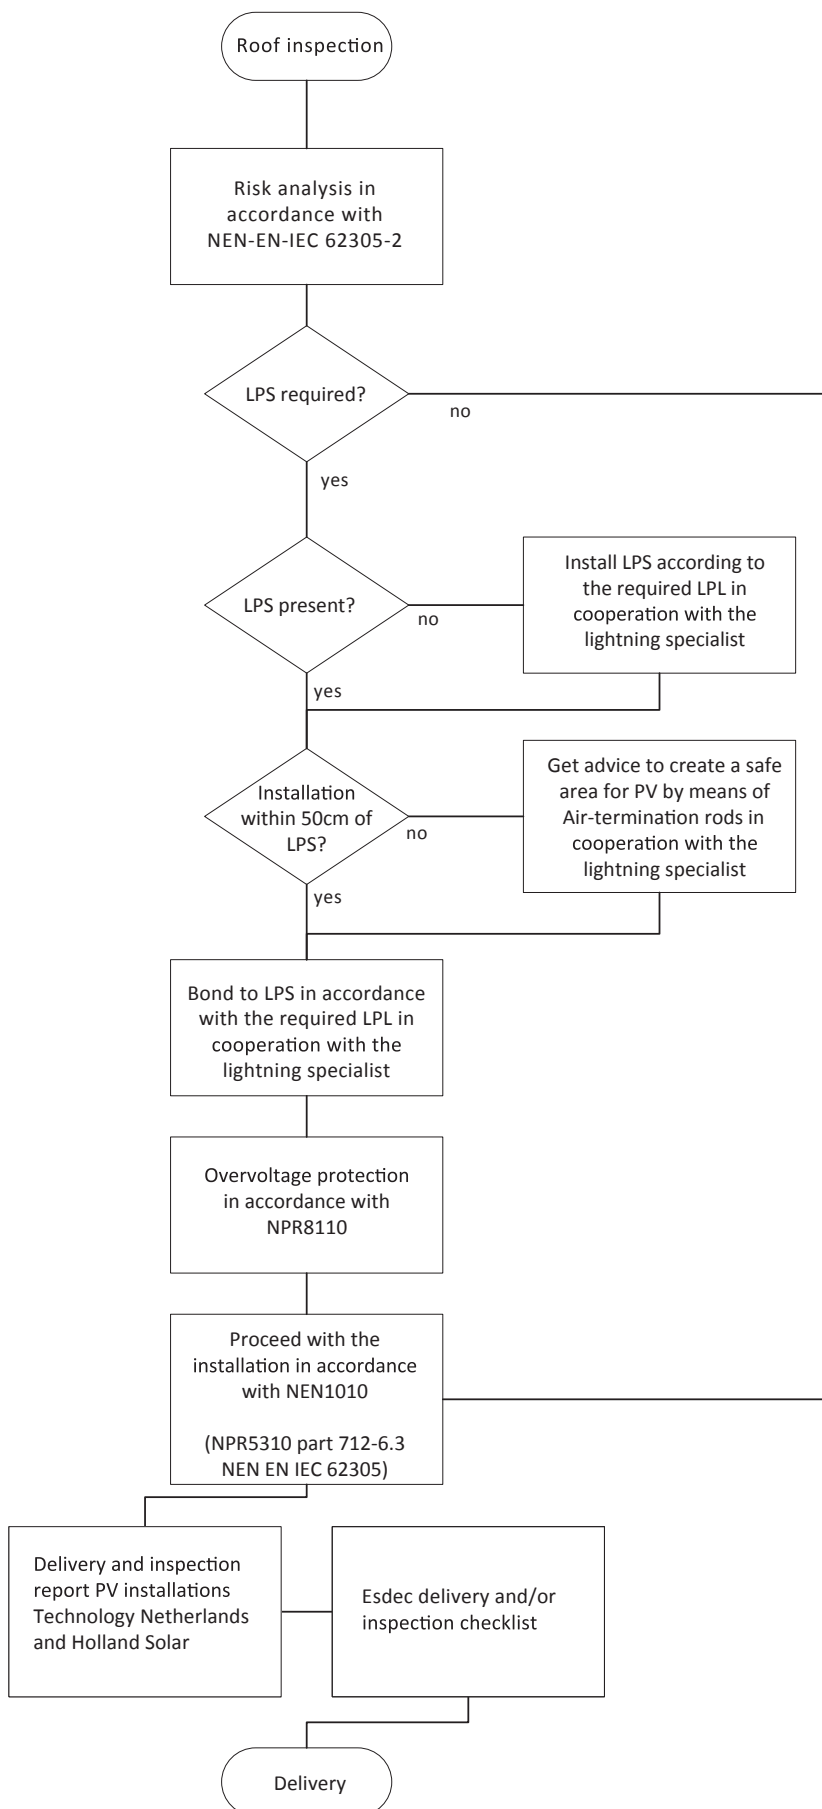 Roof inspection
Risk analysis in
accordance with
NEN-EN-IEC 62305-2
LPS required?
no
yes
LPS present?
no
Install LPS according to
the required LPL in
cooperation with the
lightning specialist
yes
Installation
within 50cm of
LPS?
no
Get advice to create a safe
area for PV by means of
Air-termination rods in
cooperation with the
lightning specialist
yes
Bond to LPS in accordance
with the required LPL in
cooperation with the
lightning specialist
Overvoltage protection
in accordance with
NPR8110
Proceed with the
installation in accordance
with NEN1010
(NPR5310 part 712-6.3
NEN EN IEC 62305)
Delivery and inspection
report PV installations
Technology Netherlands
and Holland Solar
Esdec delivery and/or
inspection checklist
Delivery